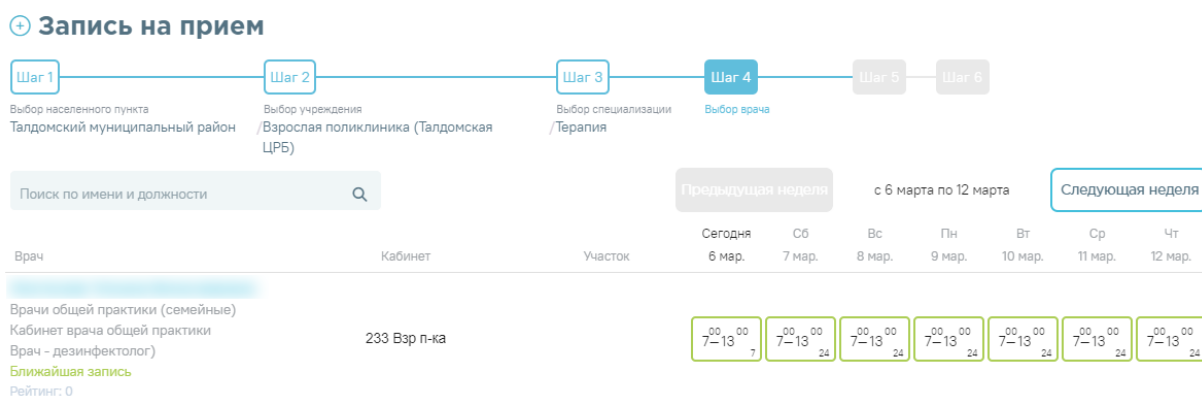 Запись на прием
Шаг 1 Шаг 2 Шаг 3 Шаг 4 Шаг 5 Шаг 6
Выбор населенного пункта Выбор учреждения Выбор специализации Выбор врача
Талдомский муниципальный район /Взрослая поликлиника (Талдомская /Терапия
ЦРБ)
Поиск по имени и должности Предыдущая неделя с 6 марта по 12 марта Следующая неделя
Сегодня Сб Вс Пн Вт Ср Чт
Врач Кабинет Участок 6 мар. 7 мар. 8 мар. 9 мар. 10 мар. 11 мар. 12 мар.
Врачи общей практики (семейные)
Кабинет врача общей практики
233 Взр п-ка 7⁰⁰–13⁰⁰ 7 7⁰⁰–13⁰⁰ 24 7⁰⁰–13⁰⁰ 24 7⁰⁰–13⁰⁰ 24 7⁰⁰–13⁰⁰ 24 7⁰⁰–13⁰⁰ 24 7⁰⁰–13⁰⁰ 24
Врач - дезинфектолог)
Ближайшая запись
Рейтинг: 0